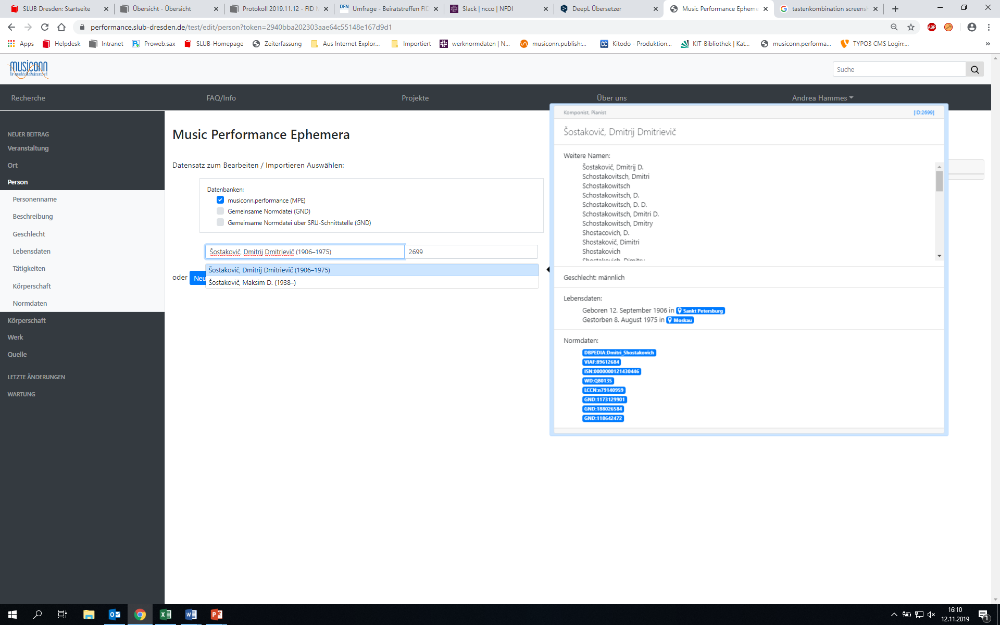 SLUB Dresden: Startseite
Übersicht - Übersicht
Protokoll 2019.11.12 - FID M
DFN
Umfrage - Beiratstreffen FID
Slack | ncco | NFDI
DeepL Übersetzer
Music Performance Epheme
tastenkombination screensh
performance.slub-dresden.de/test/edit/person?token=2940bba202303aae64c55148e167d9d1
ABP
Apps
Helpdesk
Intranet
Proweb.sax
SLUB-Homepage
Zeiterfassung
Aus Internet Explor...
Importiert
werknormdaten | N...
musiconn.publish:...
Kitodo - Produktion...
KIT-Bibliothek | Kat...
musiconn.performa...
TYPO3 CMS Login:...
»
musiconn
für vernetzte Musikwissenschaft
Suche
Recherche
FAQ/Info
Projekte
Über uns
Andrea Hammes
NEUER BEITRAG
Veranstaltung
Ort
Person
Personenname
Beschreibung
Geschlecht
Lebensdaten
Tätigkeiten
Körperschaft
Normdaten
Körperschaft
Werk
Quelle
LETZTE ÄNDERUNGEN
WARTUNG
Music Performance Ephemera
Datensatz zum Bearbeiten / Importieren Auswählen:
Datenbanken:
musiconn.performance (MPE)
Gemeinsame Normdatei (GND)
Gemeinsame Normdatei über SRU-Schnittstelle (GND)
Šostakovič, Dmitrij Dmitrievič (1906–1975)
2699
oder
Neu
Šostakovič, Dmitrij Dmitrievič (1906–1975)
Šostakovič, Maksim D. (1938–)
Komponist, Pianist
[ID:2699]
Šostakovič, Dmitrij Dmitrievič
Weitere Namen:
Šostakovič, Dmitrij D.
Schostakovitsch, Dmitri
Schostakowitsch
Schostakowitsch, D.
Schostakowitsch, D. D.
Schostakowitsch, Dmitri D.
Schostakowitsch, Dmitry
Shostacovich, D.
Shostakovič, Dimitri
Shostakovich
Shostakovich, Dimitry
Geschlecht: männlich
Lebensdaten:
Geboren 12. September 1906 in Sankt Petersburg
Gestorben 8. August 1975 in Moskau
Normdaten:
DBPEDIA:Dmitri_Shostakovich
VIAF:89612684
ISN:0000000121430446
WD:Q80135
LCCN:n79140959
GND:1173129901
GND:188026584
GND:118642472
16:10
12.11.2019
1